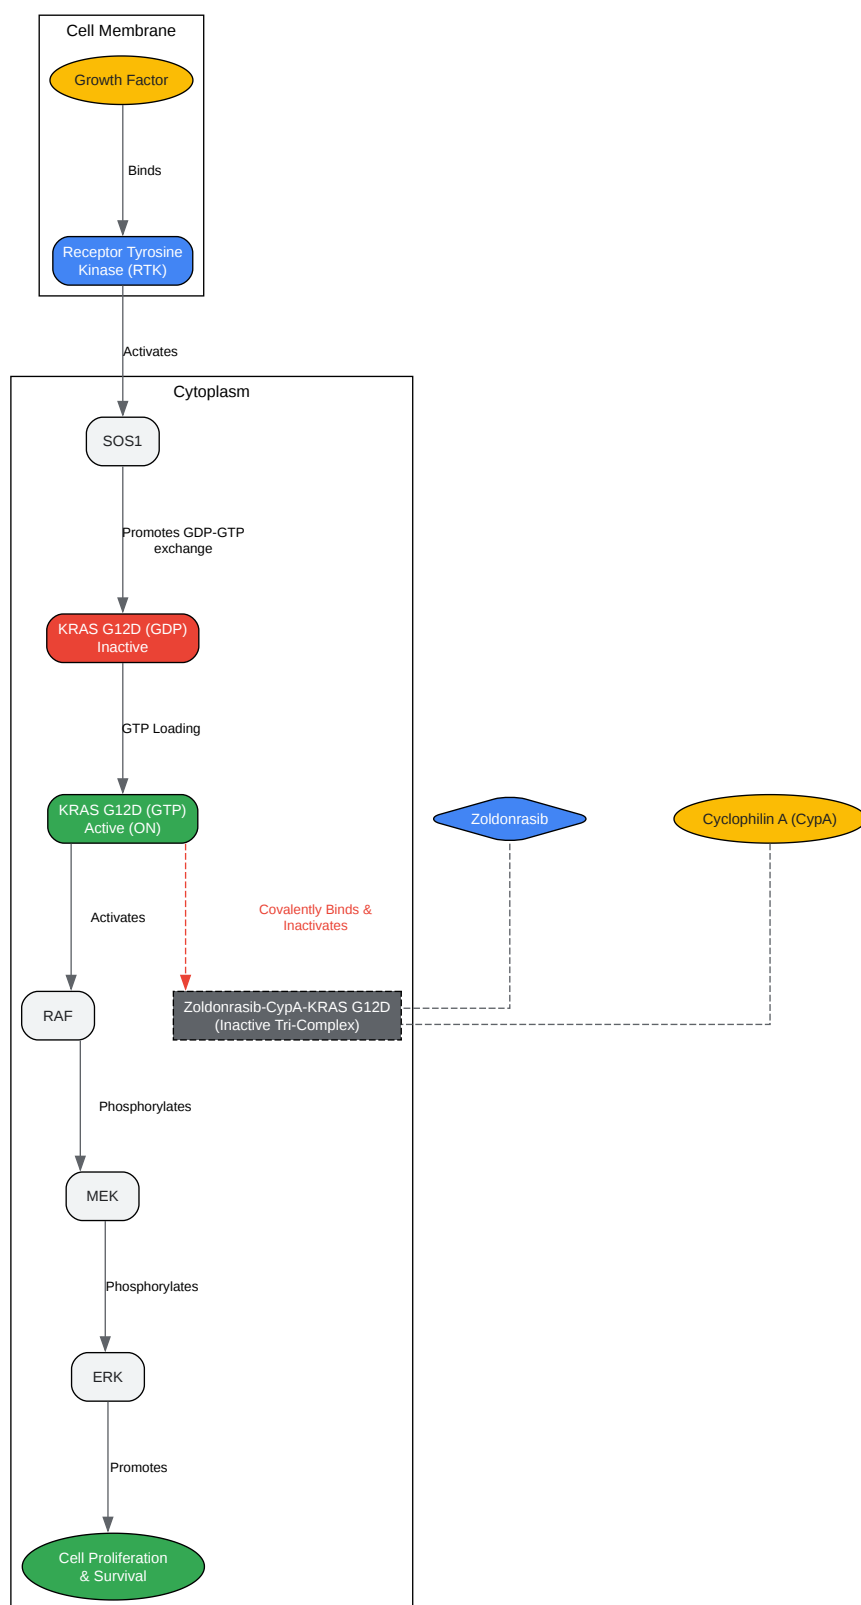 Cell Membrane
Growth Factor
Binds
Receptor Tyrosine
Kinase (RTK)
Activates
Cytoplasm
SOS1
Promotes GDP-GTP
exchange
KRAS G12D (GDP)
Inactive
GTP Loading
KRAS G12D (GTP)
Active (ON)
Zoldonrasib
Cyclophilin A (CypA)
Activates
Covalently Binds &
Inactivates
RAF
Zoldonrasib-CypA-KRAS G12D
(Inactive Tri-Complex)
Phosphorylates
MEK
Phosphorylates
ERK
Promotes
Cell Proliferation
& Survival